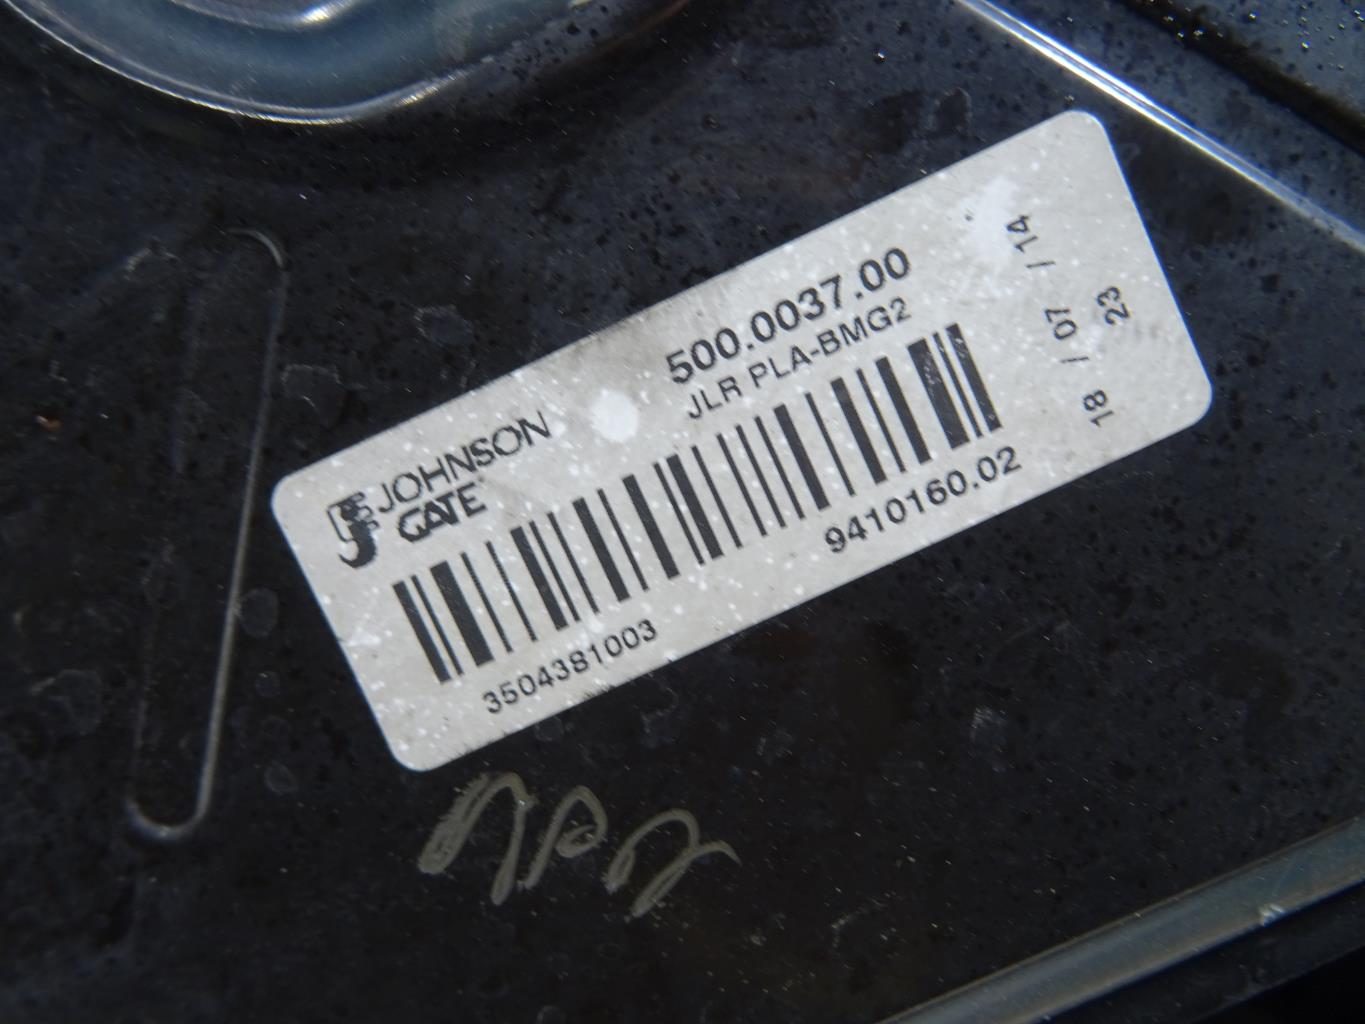 500.0037.00
JLR PLA-BMG2
JOHNSON
GATE
3504381003
9410160.02
18 / 07 / 14
23